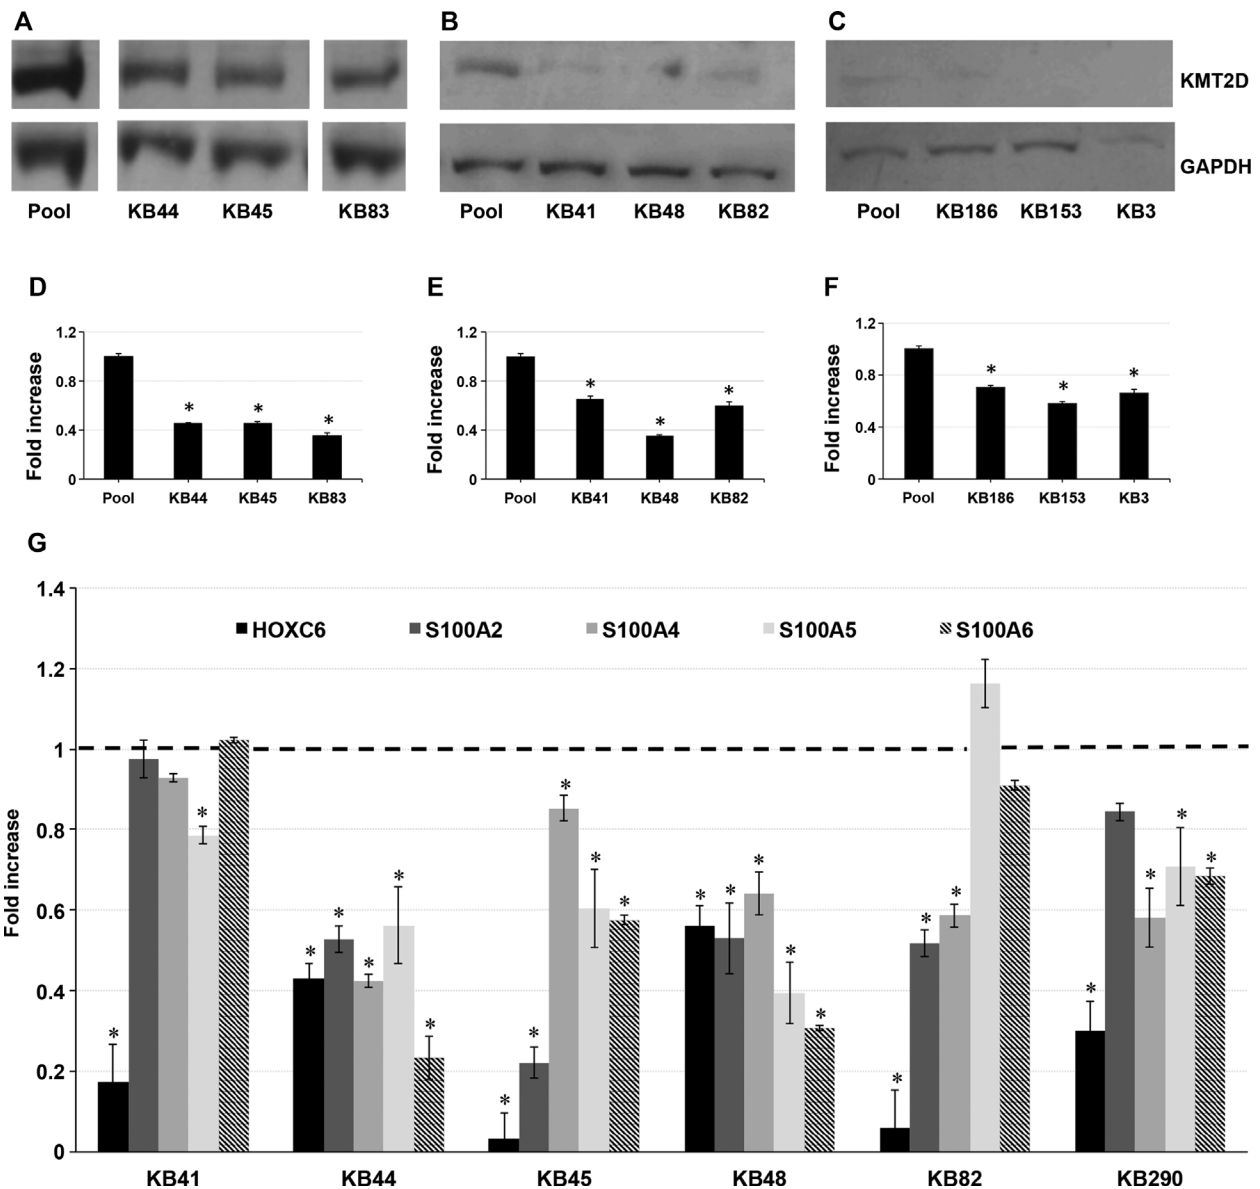 A
B
C
KMT2D
GAPDH
Pool KB44 KB45 KB83
Pool KB41 KB48 KB82
Pool KB186 KB153 KB3
D
Fold increase
1.2
0.8
0.4
0
* * *
Pool KB44 KB45 KB83
E
Fold increase
1.2
0.8
0.4
0
* * *
Pool KB41 KB48 KB82
F
Fold increase
1.2
0.8
0.4
0
* * *
Pool KB186 KB153 KB3
G
Fold increase
1.4
1.2
1
0.8
0.6
0.4
0.2
0
HOXC6 S100A2 S100A4 S100A5 S100A6
* *
* * * * *
* * * * *
* * * * *
* * *
* * * *
KB41 KB44 KB45 KB48 KB82 KB290